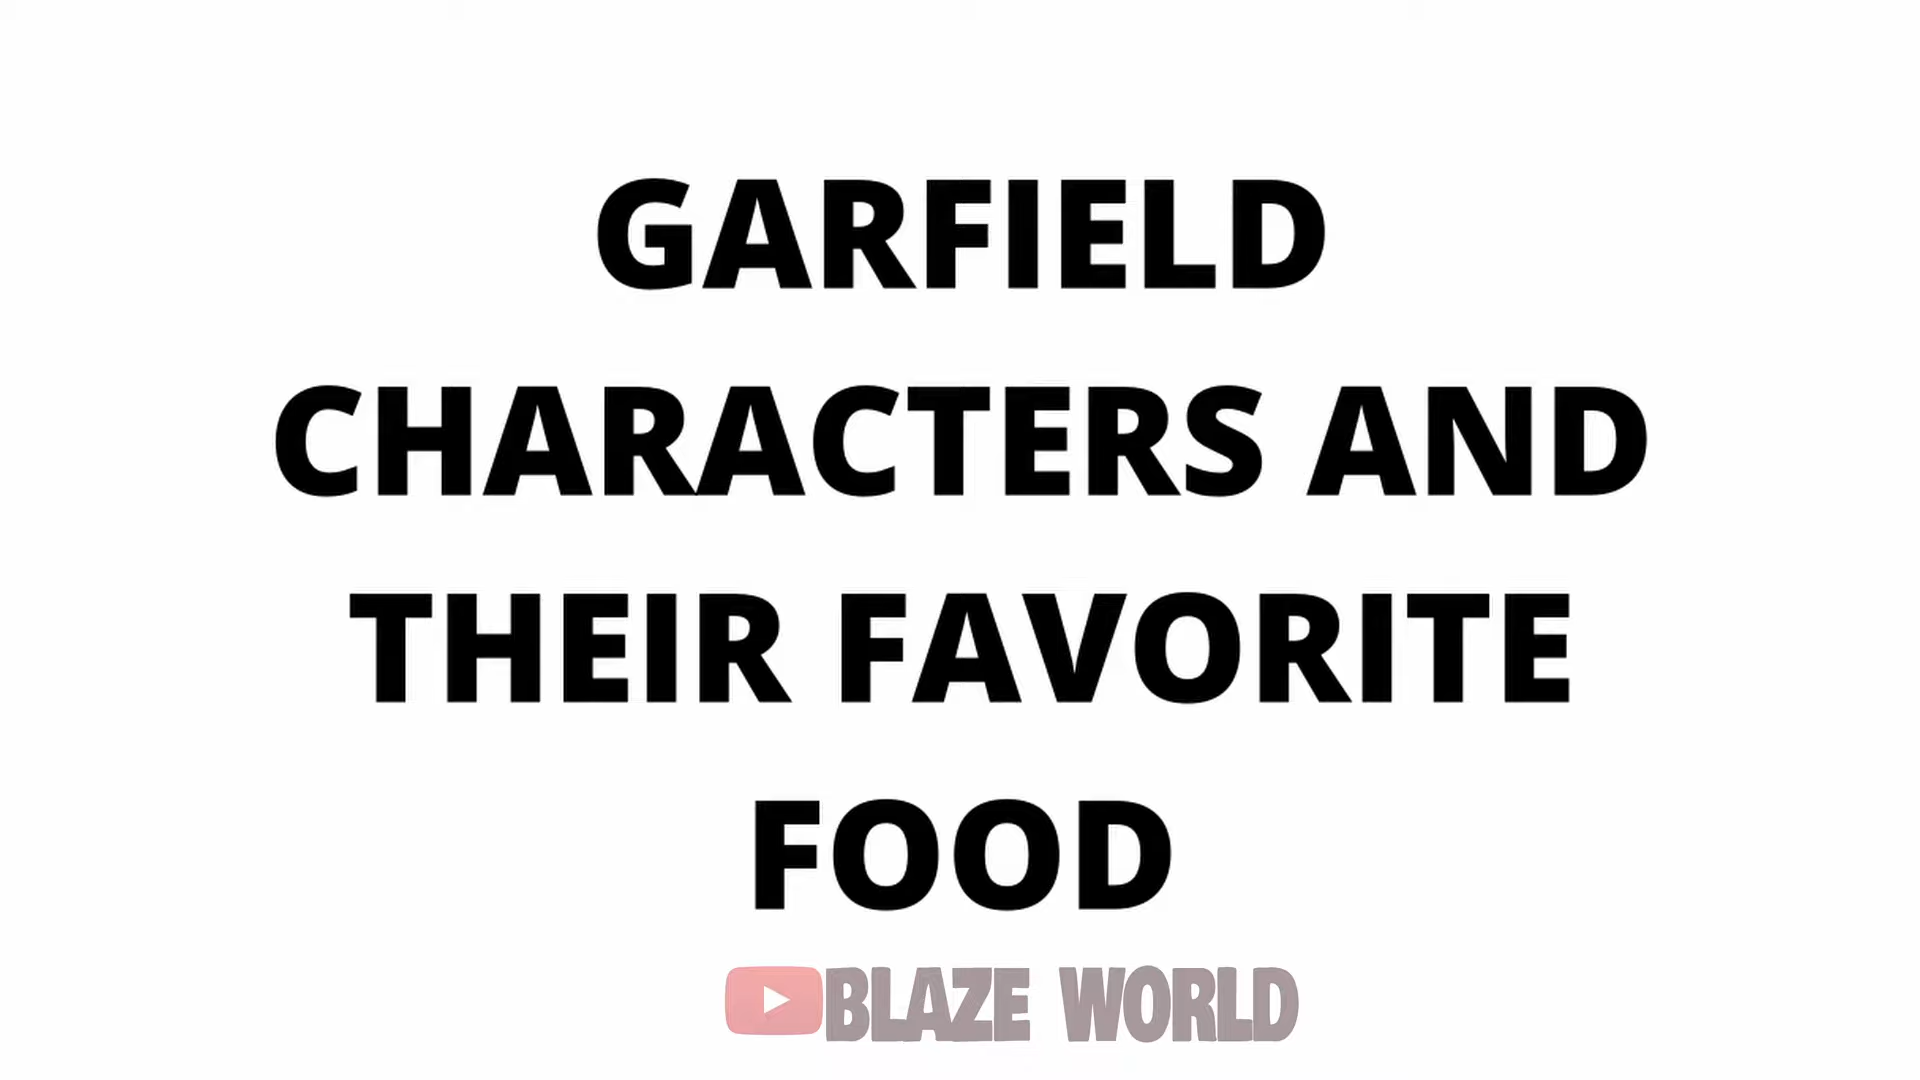 GARFIELD
CHARACTERS AND
THEIR FAVORITE
FOOD
BLAZE WORLD